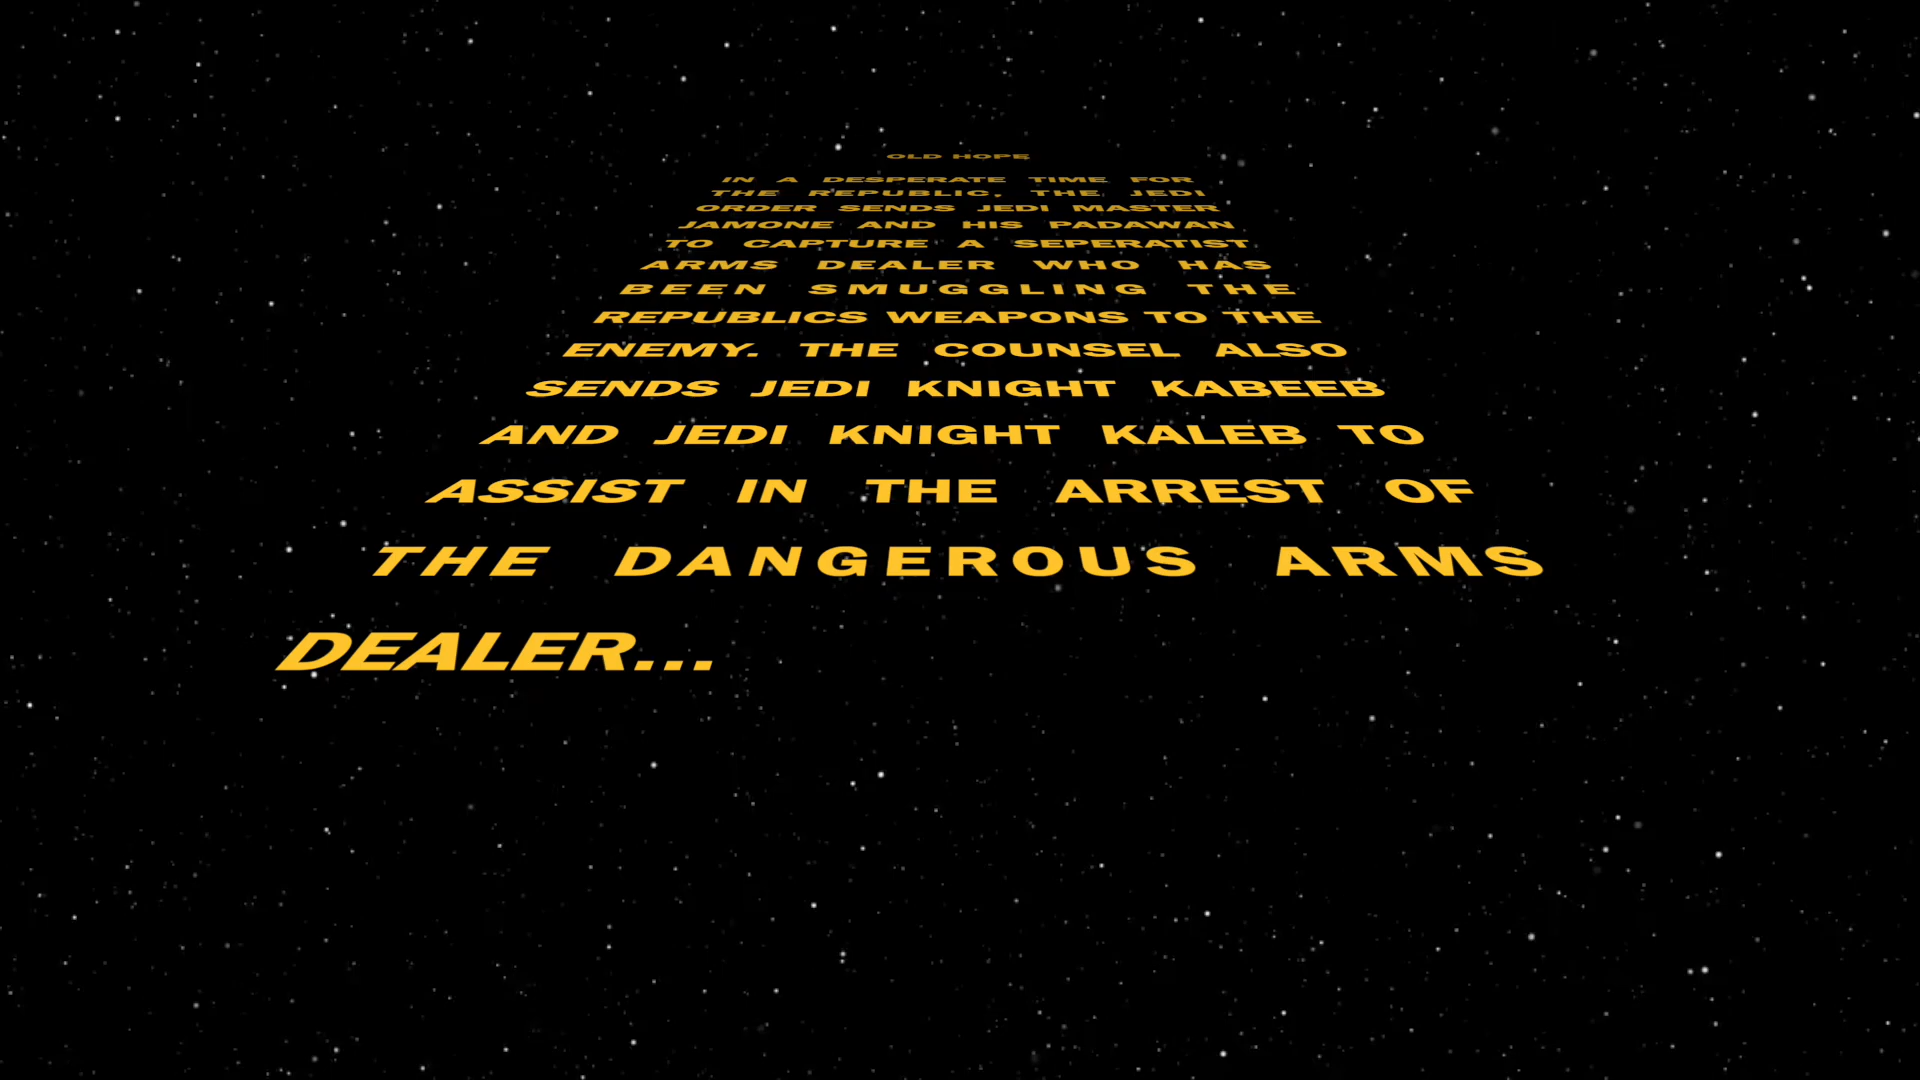 OLD HOPE
IN A DESPERATE TIME FOR
THE REPUBLIC, THE JEDI
ORDER SENDS JEDI MASTER
JAMONE AND HIS PADAWAN
TO CAPTURE A SEPERATIST
ARMS DEALER WHO HAS
BEEN SMUGGLING THE
REPUBLICS WEAPONS TO THE
ENEMY. THE COUNSEL ALSO
SENDS JEDI KNIGHT KABEEB
AND JEDI KNIGHT KALEB TO
ASSIST IN THE ARREST OF
THE DANGEROUS ARMS
DEALER...